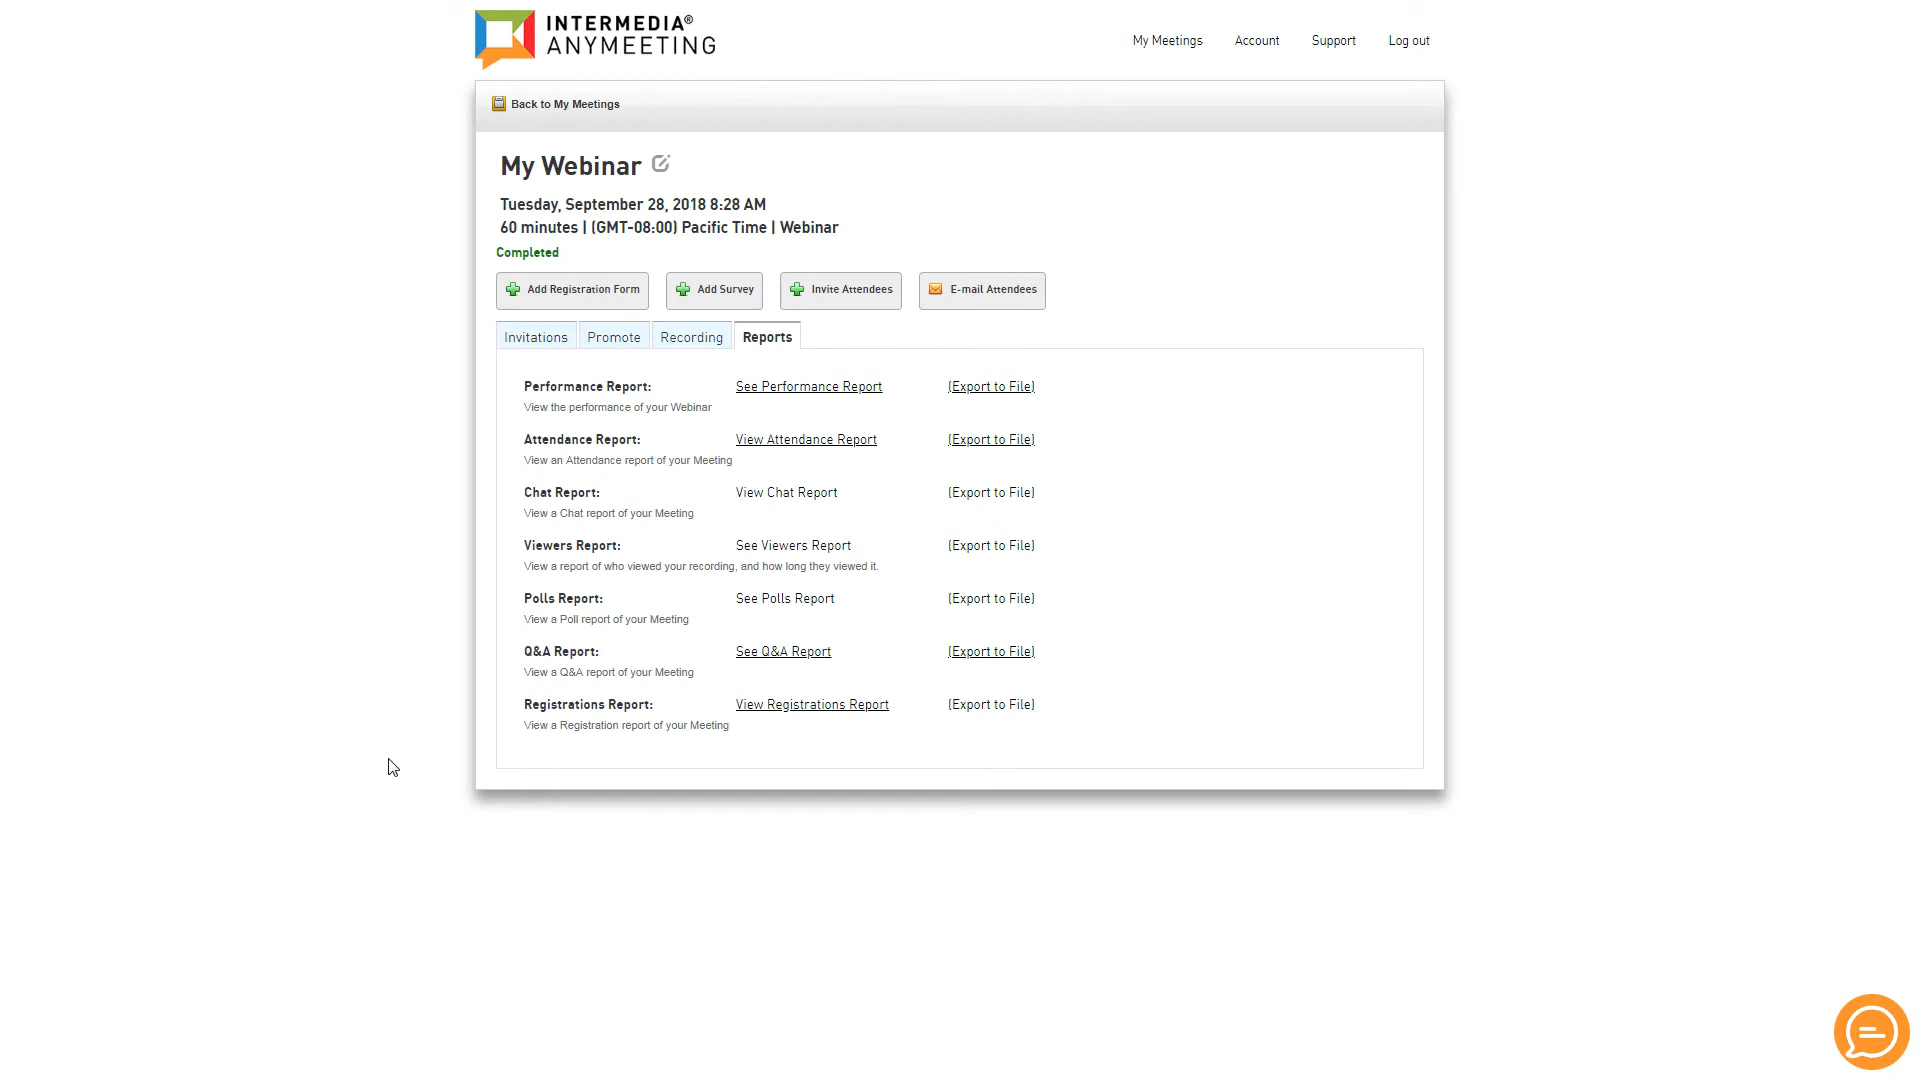 INTERMEDIA®
ANYMEETING
My Meetings Account Support Log out
Back to My Meetings
My Webinar
Tuesday, September 28, 2018 8:28 AM
60 minutes | (GMT-08:00) Pacific Time | Webinar
Completed
Add Registration Form Add Survey Invite Attendees E-mail Attendees
Invitations Promote Recording Reports
Performance Report: See Performance Report (Export to File)
View the performance of your Webinar
Attendance Report: View Attendance Report (Export to File)
View an Attendance report of your Meeting
Chat Report: View Chat Report (Export to File)
View a Chat report of your Meeting
Viewers Report: See Viewers Report (Export to File)
View a report of who viewed your recording, and how long they viewed it.
Polls Report: See Polls Report (Export to File)
View a Poll report of your Meeting
Q&A Report: See Q&A Report (Export to File)
View a Q&A report of your Meeting
Registrations Report: View Registrations Report (Export to File)
View a Registration report of your Meeting